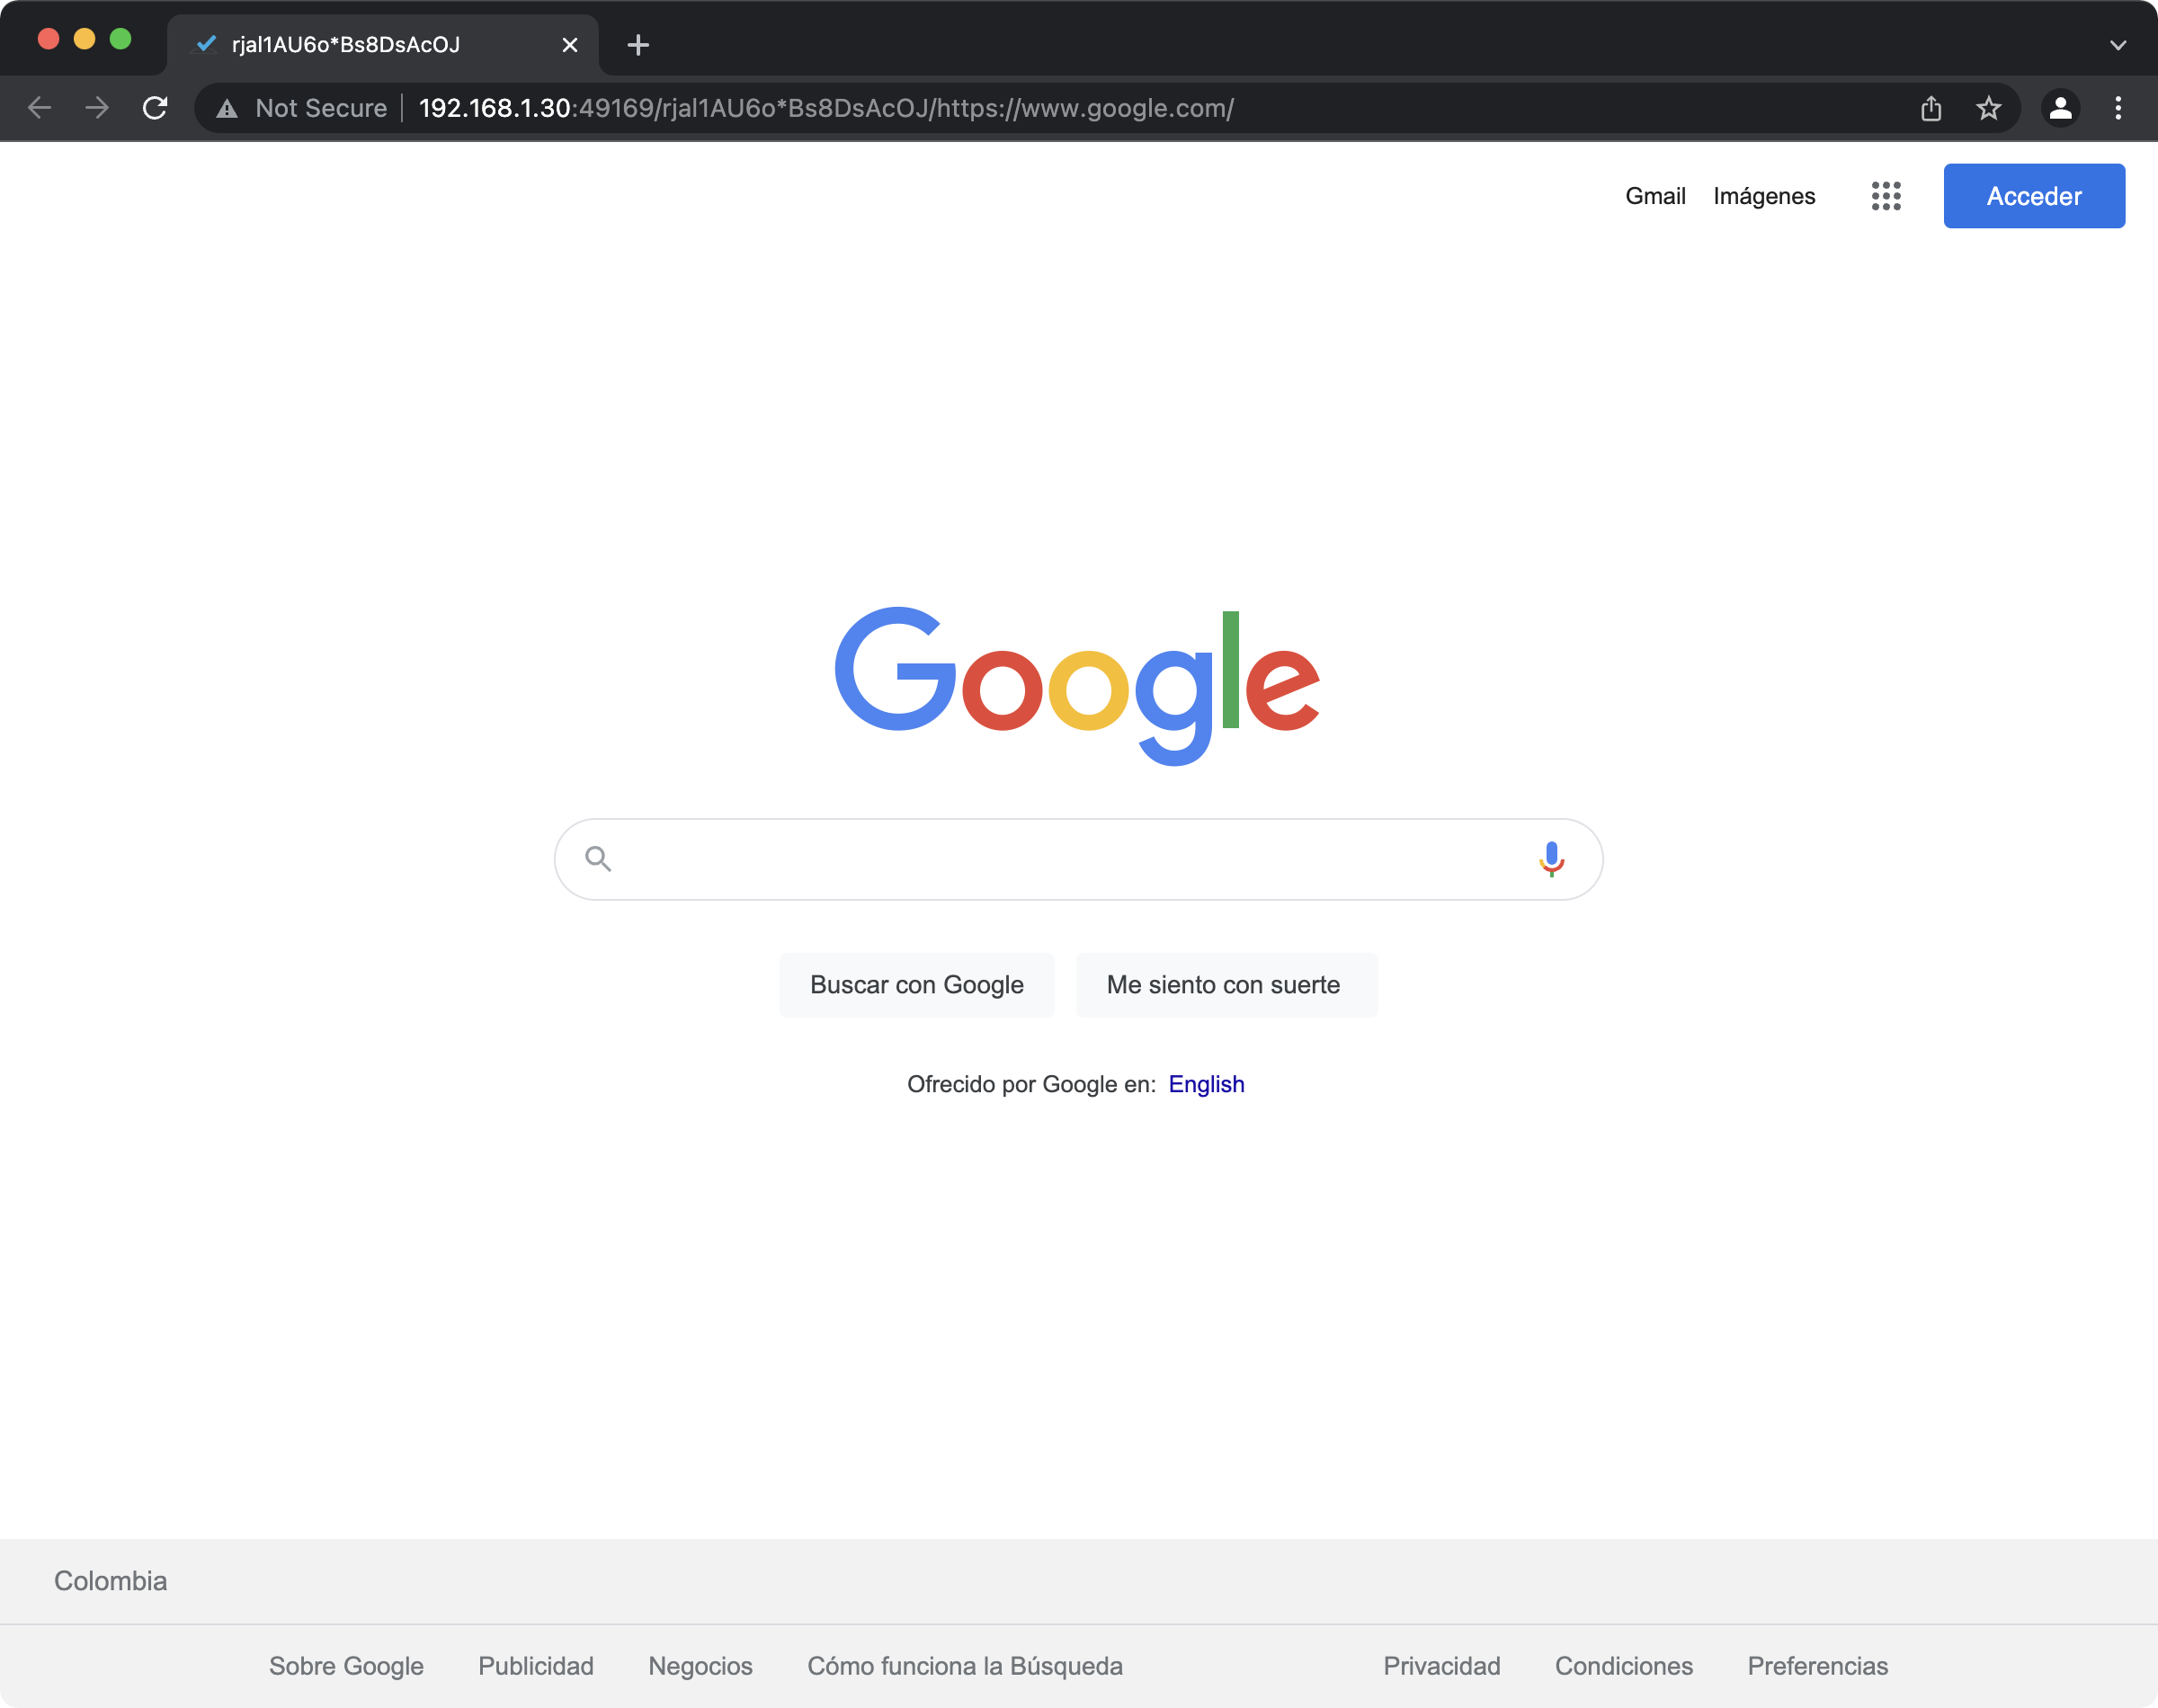 rjal1AU6o*Bs8DsAcOJ
Not Secure 192.168.1.30:49169/rjal1AU6o*Bs8DsAcOJ/https://www.google.com/
Gmail Imágenes Acceder
Google
Buscar con Google Me siento con suerte
Ofrecido por Google en: English
Colombia
Sobre Google Publicidad Negocios Cómo funciona la Búsqueda Privacidad Condiciones Preferencias